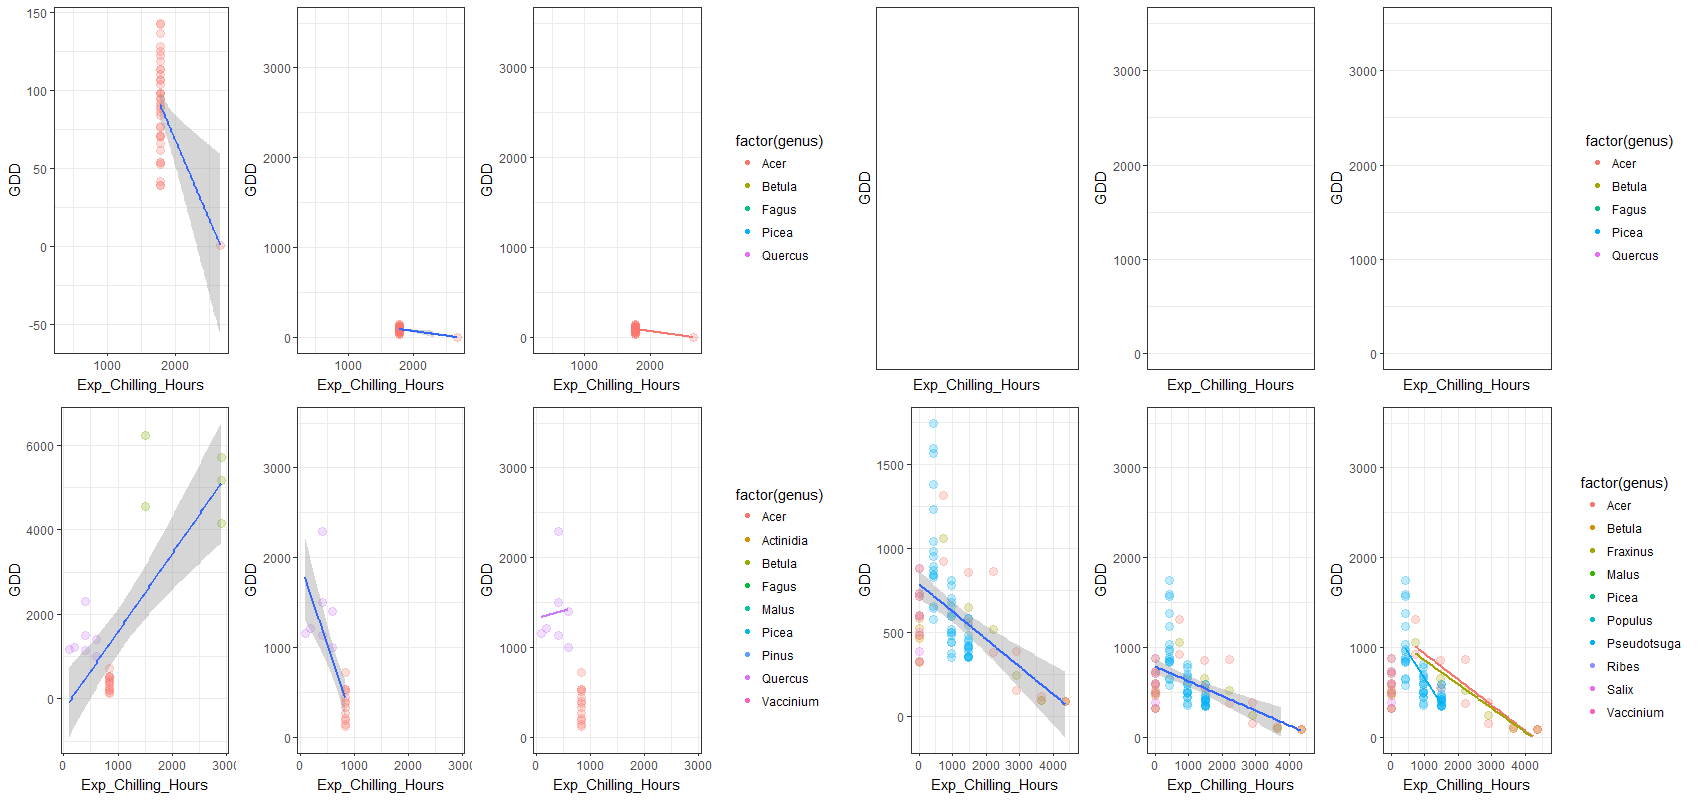 150
100
50
0
-50
GDD
1000 2000
Exp_Chilling_Hours
3000
2000
1000
0
GDD
1000 2000
Exp_Chilling_Hours
3000
2000
1000
0
GDD
1000 2000
Exp_Chilling_Hours
factor(genus)
Acer
Betula
Fagus
Picea
Quercus
GDD
Exp_Chilling_Hours
3000
2000
1000
0
GDD
Exp_Chilling_Hours
3000
2000
1000
0
GDD
Exp_Chilling_Hours
factor(genus)
Acer
Betula
Fagus
Picea
Quercus
6000
4000
2000
0
GDD
0 1000 2000 3000
Exp_Chilling_Hours
3000
2000
1000
0
GDD
0 1000 2000 3000
Exp_Chilling_Hours
3000
2000
1000
0
GDD
0 1000 2000 3000
Exp_Chilling_Hours
factor(genus)
Acer
Actinidia
Betula
Fagus
Malus
Picea
Pinus
Quercus
Vaccinium
1500
1000
500
0
GDD
0 1000 2000 3000 4000
Exp_Chilling_Hours
3000
2000
1000
0
GDD
0 1000 2000 3000 4000
Exp_Chilling_Hours
3000
2000
1000
0
GDD
0 1000 2000 3000 4000
Exp_Chilling_Hours
factor(genus)
Acer
Betula
Fraxinus
Malus
Picea
Populus
Pseudotsuga
Ribes
Salix
Vaccinium